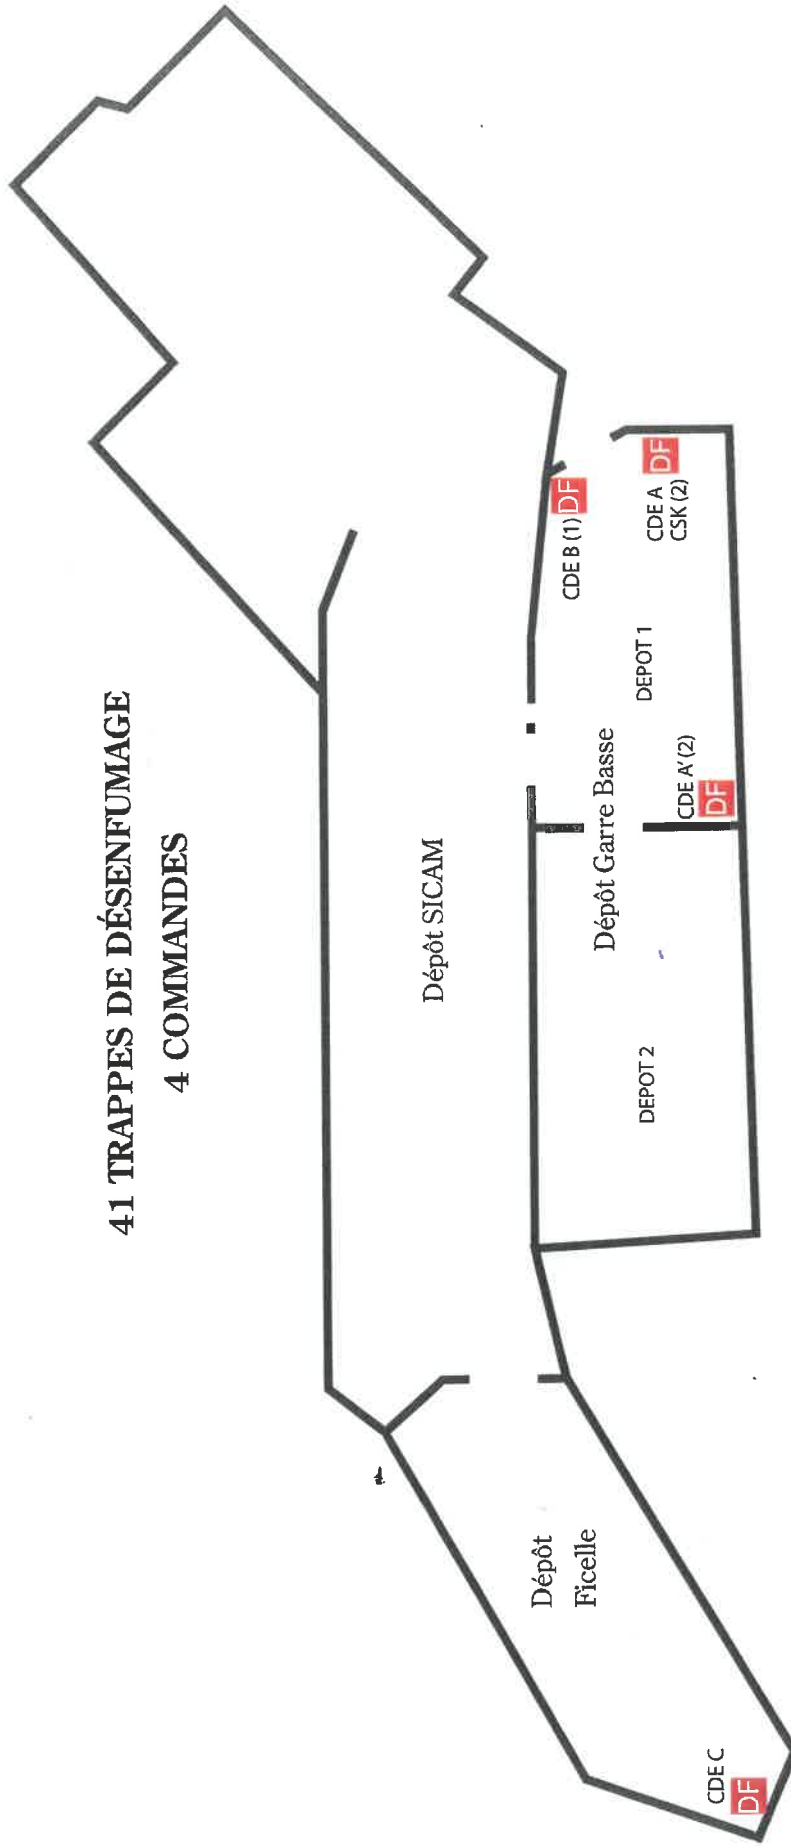 41 TRAPPES DE DÉSENFUMAGE
4 COMMANDES
Dépôt SICAM
Dépôt
Ficelle
CDE C
DF
Dépôt Garre Basse
DEPOT 2
DEPOT 1
CDE A' (2)
DF
CDE B (1)
DF
CDE A
CSK (2)
DF